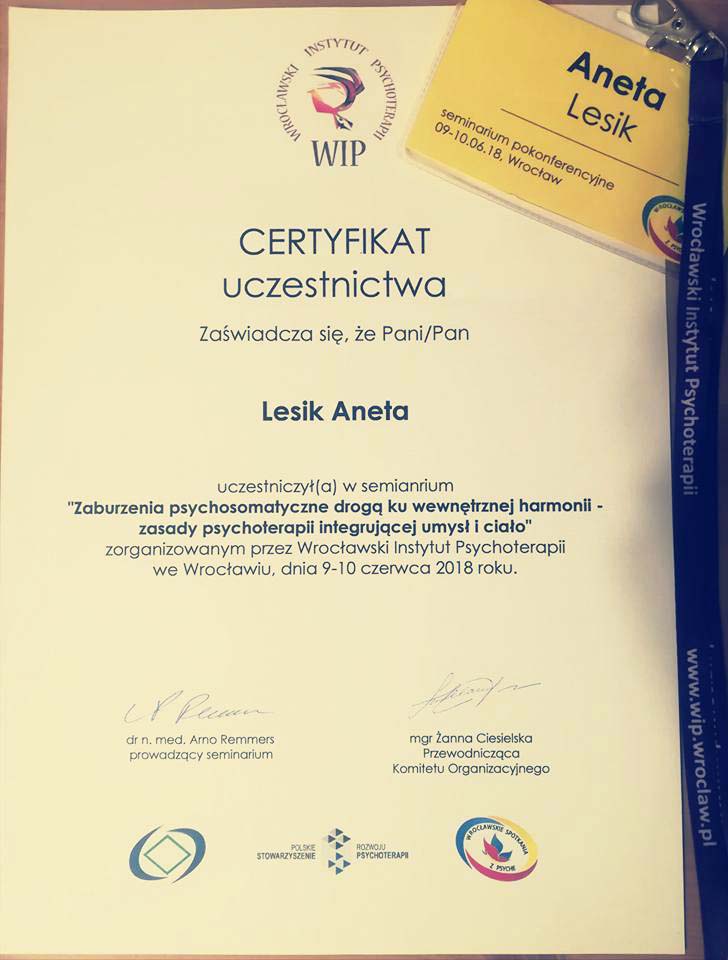 WROCŁAWSKI INSTYTUT PSYCHOTERAPII
WIP
Aneta
Lesik
seminarium pokonferencyjne
09-10.06.18, Wrocław
CERTYFIKAT
uczestnictwa
Zaświadcza się, że Pani/Pan
Lesik Aneta
uczestniczył(a) w semianrium
"Zaburzenia psychosomatyczne drogą ku wewnętrznej harmonii -
zasady psychoterapii integrującej umysł i ciało"
zorganizowanym przez Wrocławski Instytut Psychoterapii
we Wrocławiu, dnia 9-10 czerwca 2018 roku.
dr n. med. Arno Remmers
prowadzący seminarium
mgr Żanna Ciesielska
Przewodnicząca
Komitetu Organizacyjnego
POLSKIE STOWARZYSZENIE
ROZWOJU PSYCHOTERAPII
WROCŁAWSKIE SPOTKANIA
Z PSYCHE
Wrocławski Instytut Psychoterapii
www.wip.wroclaw.pl